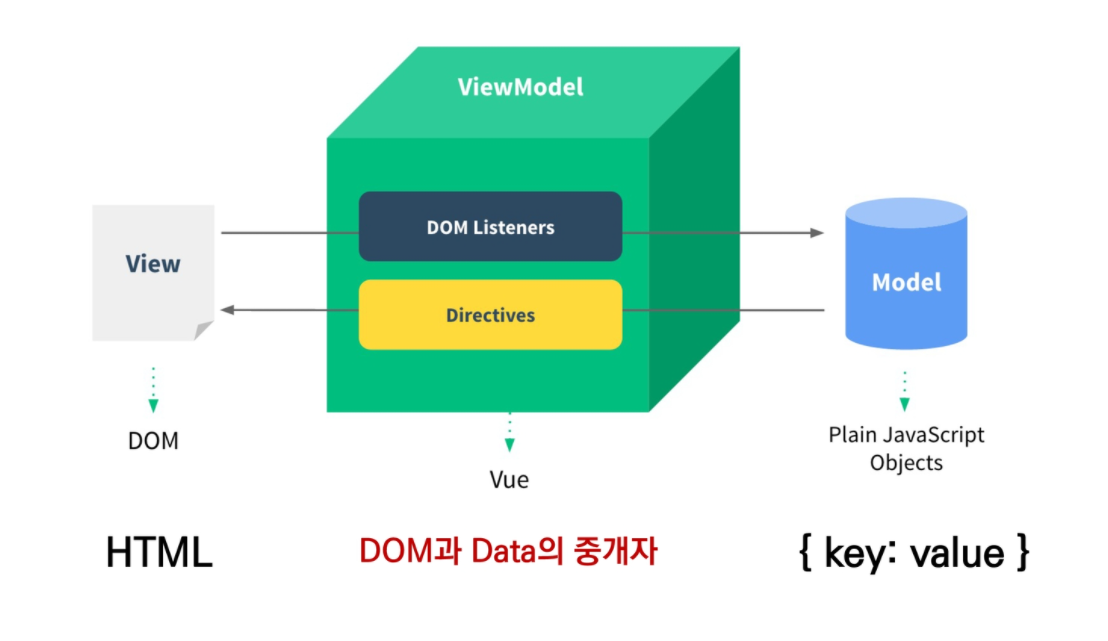 ViewModel
DOM Listeners
View
Model
Directives
DOM
Plain JavaScript
Objects
Vue
HTML
DOM과 Data의 중개자
{ key: value }